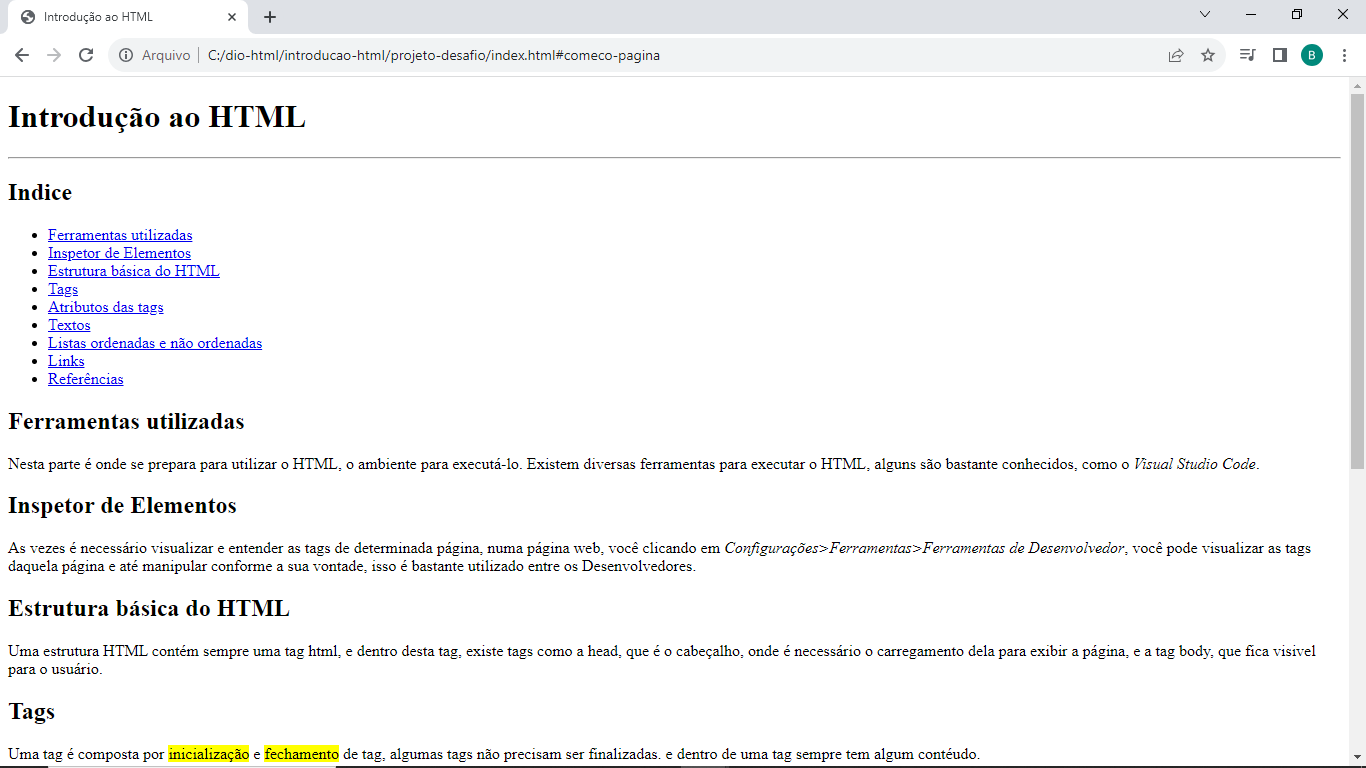 Introdução ao HTML
Arquivo
C:/dio-html/introducao-html/projeto-desafio/index.html#comeco-pagina
B
Introdução ao HTML
Indice
Ferramentas utilizadas
Inspetor de Elementos
Estrutura básica do HTML
Tags
Atributos das tags
Textos
Listas ordenadas e não ordenadas
Links
Referências
Ferramentas utilizadas
Nesta parte é onde se prepara para utilizar o HTML, o ambiente para executá-lo. Existem diversas ferramentas para executar o HTML, alguns são bastante conhecidos, como o Visual Studio Code.
Inspetor de Elementos
As vezes é necessário visualizar e entender as tags de determinada página, numa página web, você clicando em Configurações>Ferramentas>Ferramentas de Desenvolvedor, você pode visualizar as tags
daquela página e até manipular conforme a sua vontade, isso é bastante utilizado entre os Desenvolvedores.
Estrutura básica do HTML
Uma estrutura HTML contém sempre uma tag html, e dentro desta tag, existe tags como a head, que é o cabeçalho, onde é necessário o carregamento dela para exibir a página, e a tag body, que fica visivel
para o usuário.
Tags
Uma tag é composta por inicialização e fechamento de tag, algumas tags não precisam ser finalizadas. e dentro de uma tag sempre tem algum contéudo.